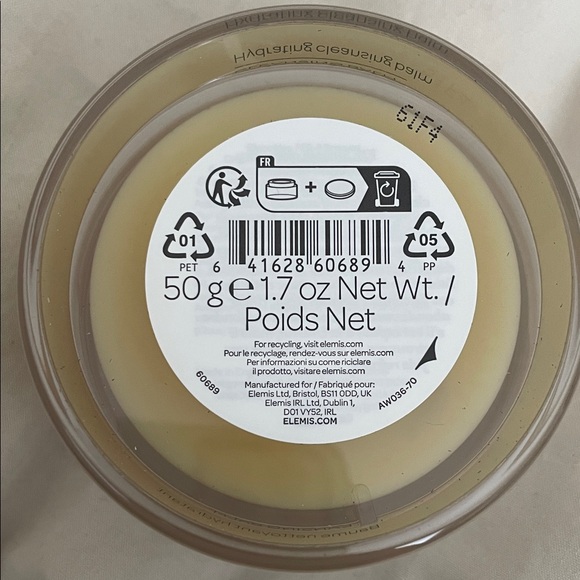 Hydrating cleansing balm
61F4
FR
+
01
PET
05
PP
6 41628 60689 4
50 g ℮ 1.7 oz Net Wt. /
Poids Net
For recycling, visit elemis.com
Pour le recyclage, rendez-vous sur elemis.com
Per informazioni su come riciclare
il prodotto, visitare elemis.com
60689
AW036-70
Manufactured for / Fabriqué pour:
Elemis Ltd, Bristol, BS11 0DD, UK
Elemis IRL Ltd, Dublin 1,
D01 VY52, IRL
ELEMIS.COM